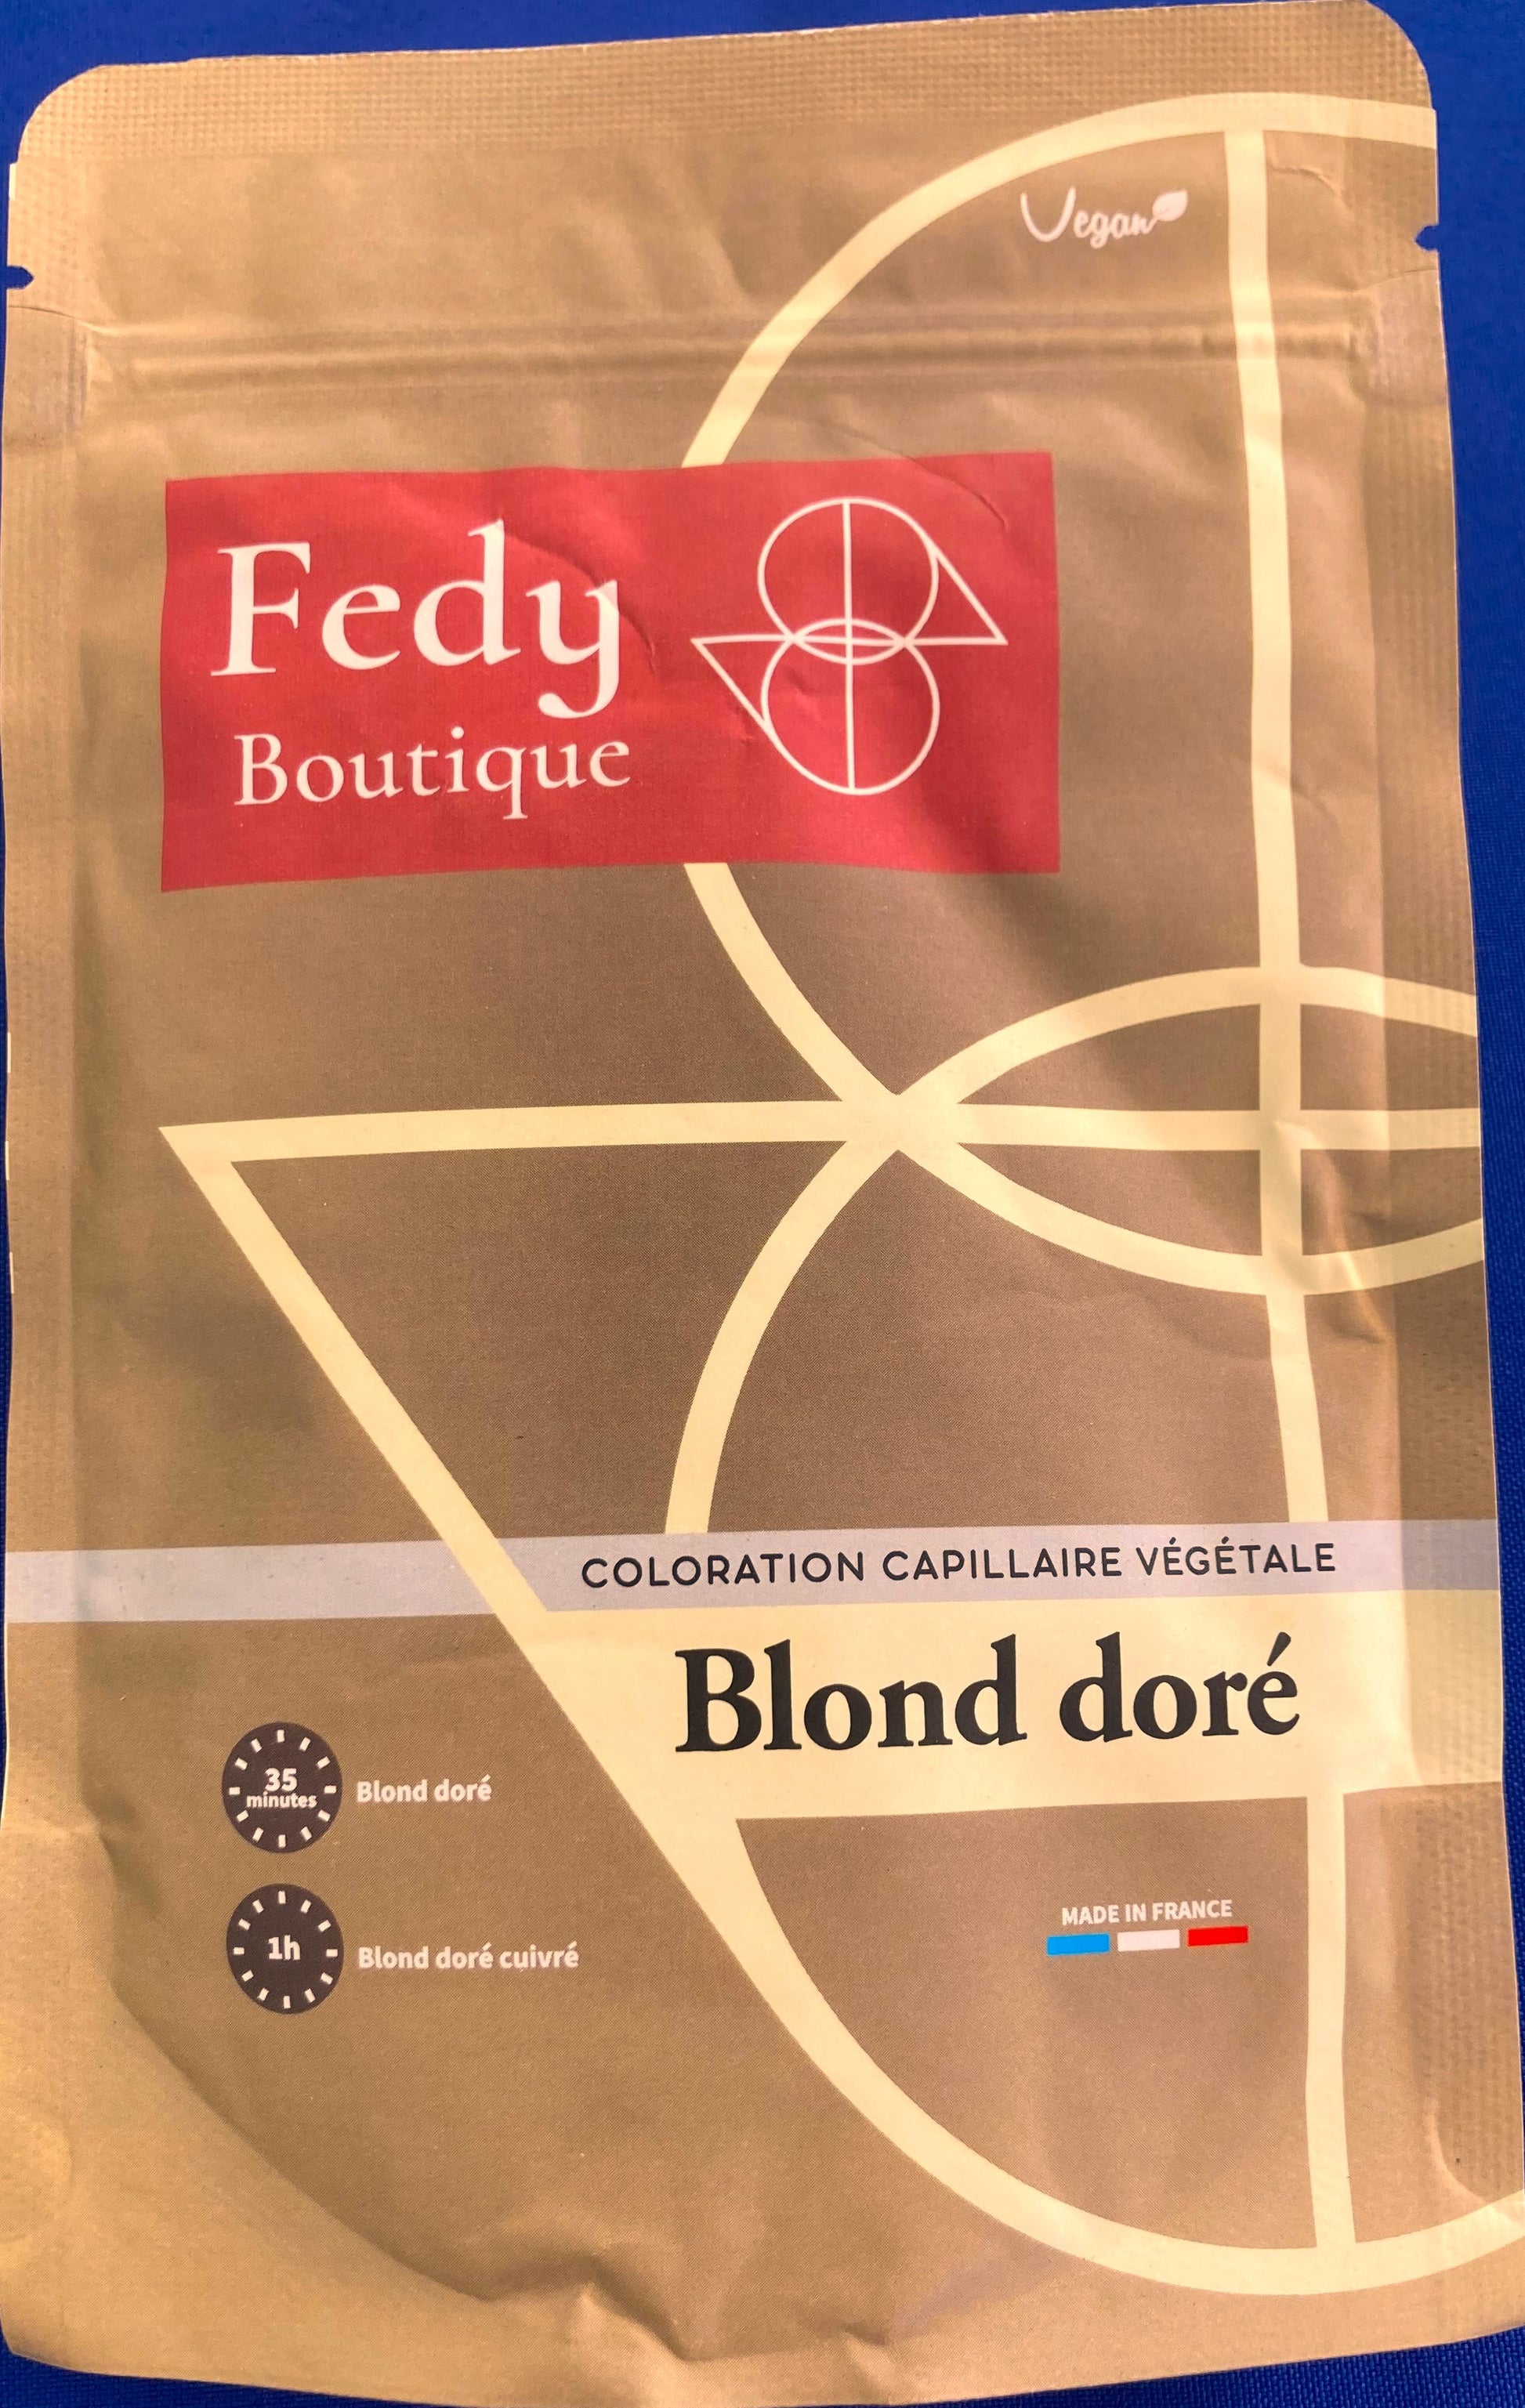 Vegan
Fedy
Boutique
COLORATION CAPILLAIRE VÉGÉTALE
Blond doré
35
minutes
Blond doré
1h
Blond doré cuivré
MADE IN FRANCE